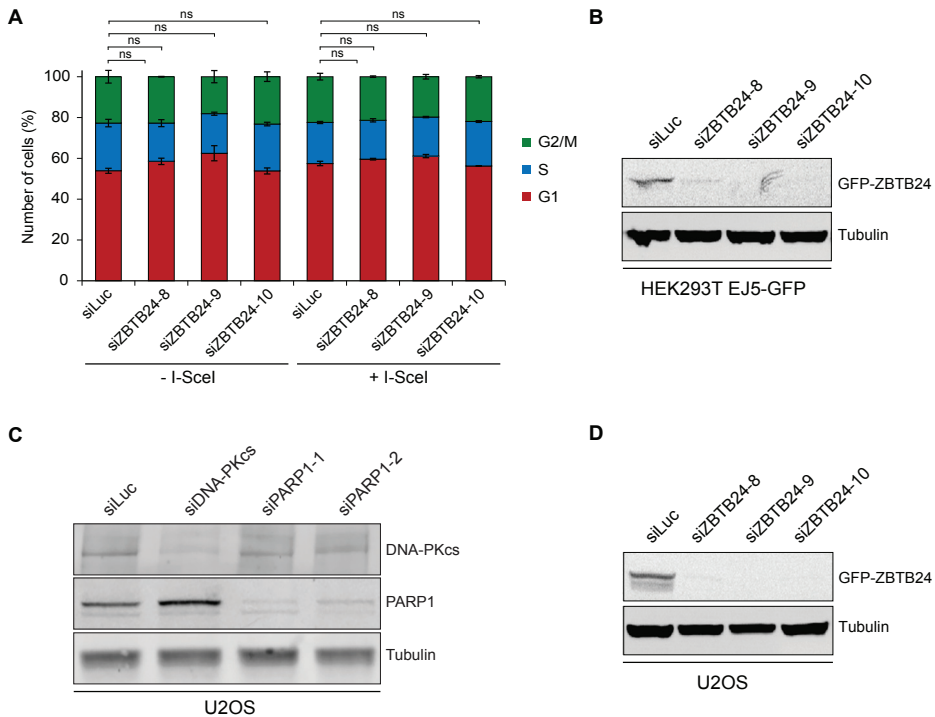 A
ns
ns
ns
ns
ns
ns
Number of cells (%)
100
80
60
40
20
0
G2/M
S
G1
siLuc
siZBTB24-8
siZBTB24-9
siZBTB24-10
siLuc
siZBTB24-8
siZBTB24-9
siZBTB24-10
- I-SceI
+ I-SceI
B
siLuc
siZBTB24-8
siZBTB24-9
siZBTB24-10
GFP-ZBTB24
Tubulin
HEK293T EJ5-GFP
C
siLuc
siDNA-PKcs
siPARP1-1
siPARP1-2
DNA-PKcs
PARP1
Tubulin
U2OS
D
siLuc
siZBTB24-8
siZBTB24-9
siZBTB24-10
GFP-ZBTB24
Tubulin
U2OS